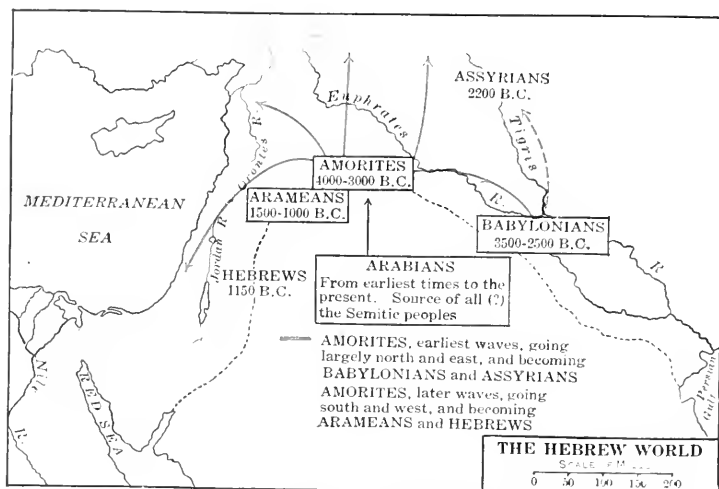 ASSYRIANS
2200 B.C.
Euphrates
Tigris
R.
Orontes R.
AMORITES
4000-3000 B.C.
MEDITERRANEAN
SEA
ARAMEANS
1500-1000 B.C.
R.
BABYLONIANS
3500-2500 B.C.
Jordan R.
HEBREWS
1150 B.C.
ARABIANS
From earliest times to the
present. Source of all (?)
the Semitic peoples
AMORITES, earliest waves, going
largely north and east, and becoming
BABYLONIANS and ASSYRIANS
AMORITES, later waves, going
south and west, and becoming
ARAMEANS and HEBREWS
Nile
R.
RED SEA
Persian
Gulf
THE HEBREW WORLD
SCALE
0 50 100 150 200